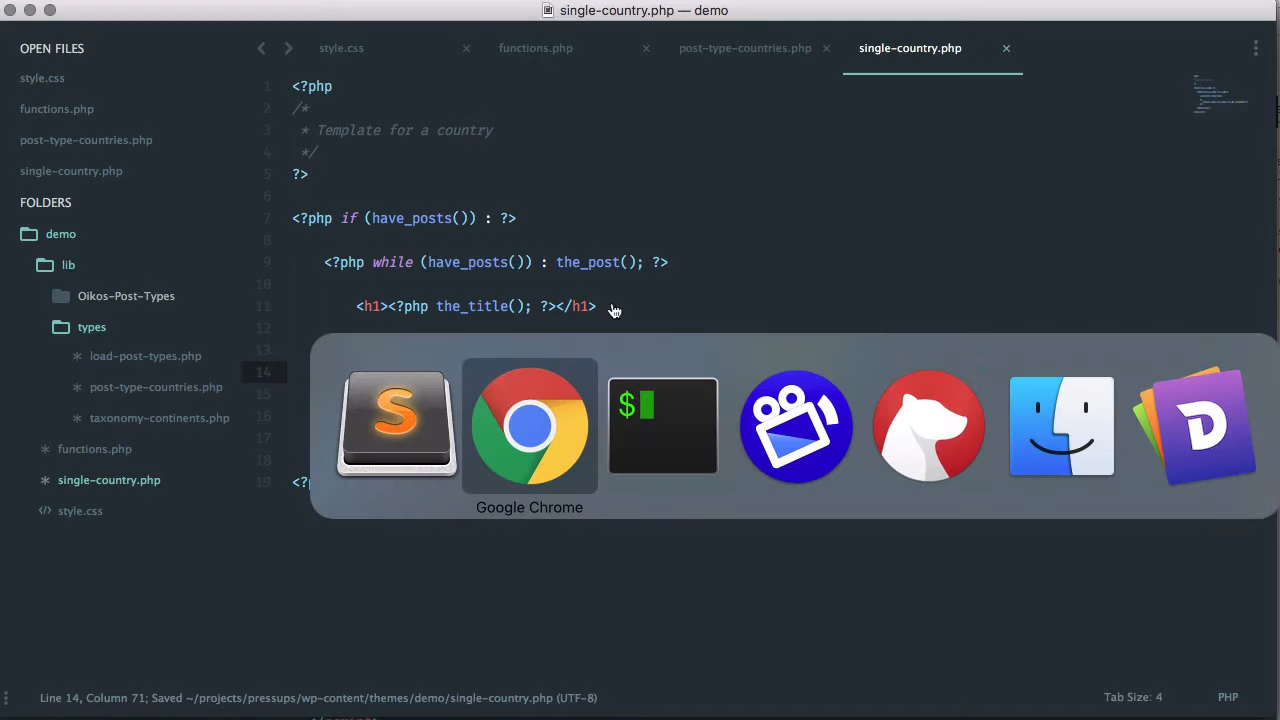 single-country.php — demo
OPEN FILES
style.css
functions.php
post-type-countries.php
single-country.php
FOLDERS
demo
lib
Oikos-Post-Types
types
load-post-types.php
post-type-countries.php
taxonomy-continents.php
functions.php
single-country.php
style.css
style.css
functions.php
post-type-countries.php
single-country.php
1 <?php
2 /*
3 * Template for a country
4 */
5 ?>
6
7 <?php if (have_posts()) : ?>
8
9 <?php while (have_posts()) : the_post(); ?>
10
11 <h1><?php the_title(); ?></h1>
12
13
14
15
16
17
18
19 <?
S
$
D
Google Chrome
Line 14, Column 71; Saved ~/projects/pressups/wp-content/themes/demo/single-country.php (UTF-8)
Tab Size: 4
PHP